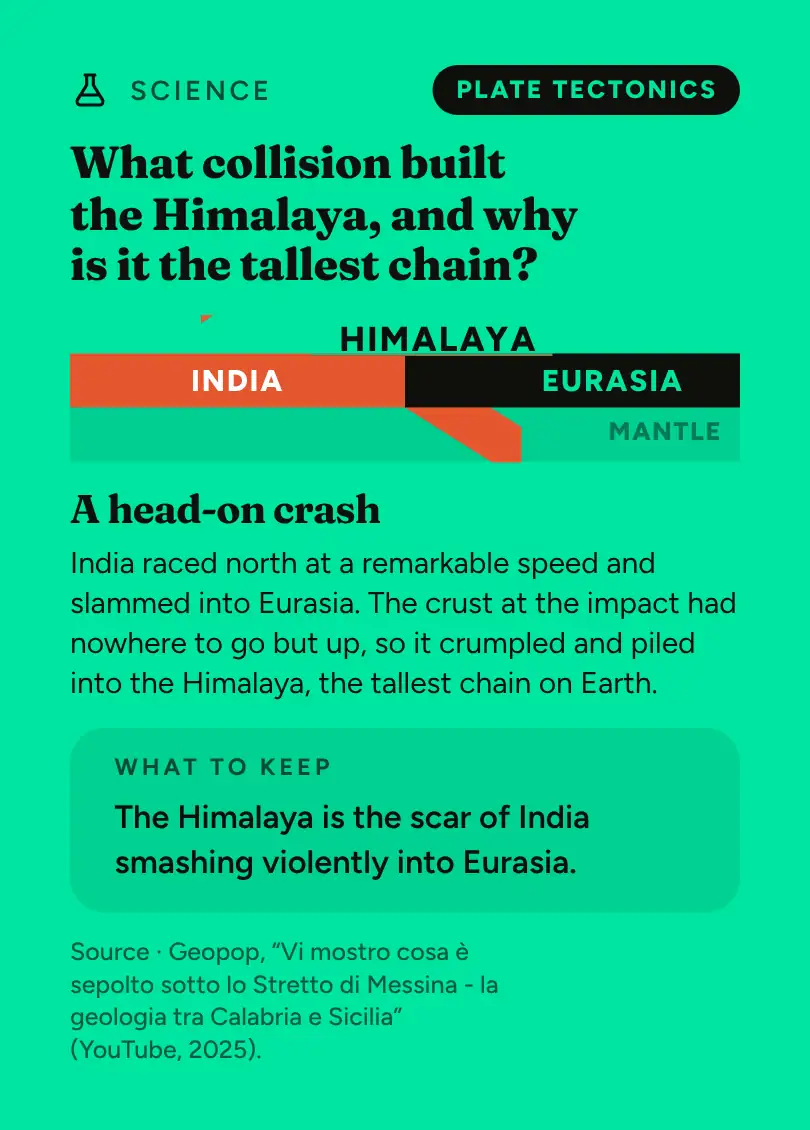 SCIENCE
PLATE TECTONICS
What collision built
the Himalaya, and why
is it the tallest chain?
HIMALAYA
INDIA
EURASIA
MANTLE
A head-on crash
India raced north at a remarkable speed and
slammed into Eurasia. The crust at the impact had
nowhere to go but up, so it crumpled and piled
into the Himalaya, the tallest chain on Earth.
WHAT TO KEEP
The Himalaya is the scar of India
smashing violently into Eurasia.
Source · Geopop, “Vi mostro cosa è
sepolto sotto lo Stretto di Messina - la
geologia tra Calabria e Sicilia”
(YouTube, 2025).